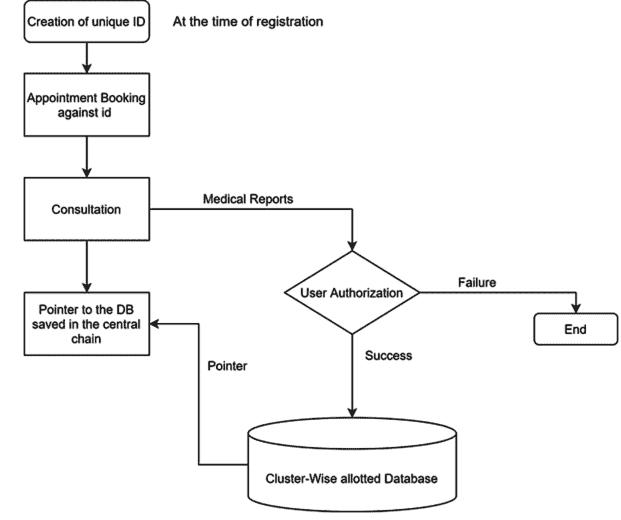 Creation of unique ID
At the time of registration
Appointment Booking
against id
Consultation
Medical Reports
User Authorization
Failure
End
Pointer to the DB
saved in the central
chain
Success
Pointer
Cluster-Wise allotted Database